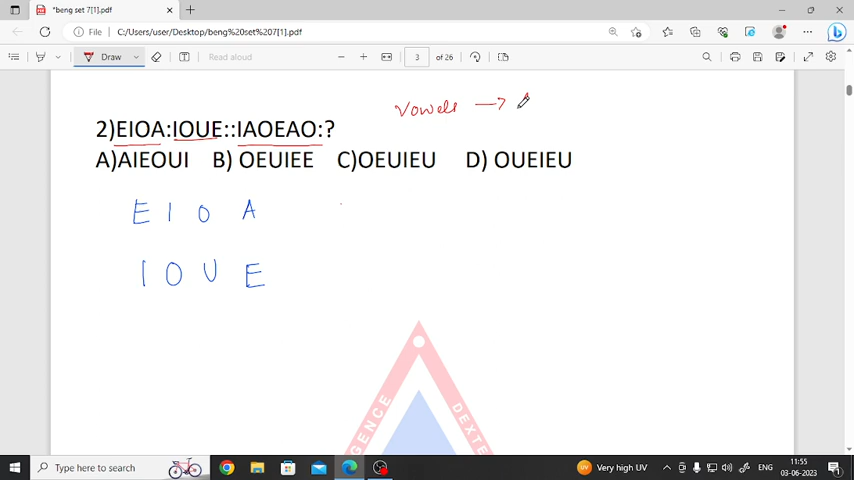 *beng set 7[1].pdf
File C:/Users/user/Desktop/beng%20set%207[1].pdf
Draw Read aloud 3 of 26
Vowels → A
2)EIOA:IOUE::IAOEAO:?
A)AIEOUI B) OEUIEE C)OEUIEU D) OUEIEU
E I O A
I O U E
GENCE DEXTE
Type here to search
Very high UV ENG 11:55
03-06-2023